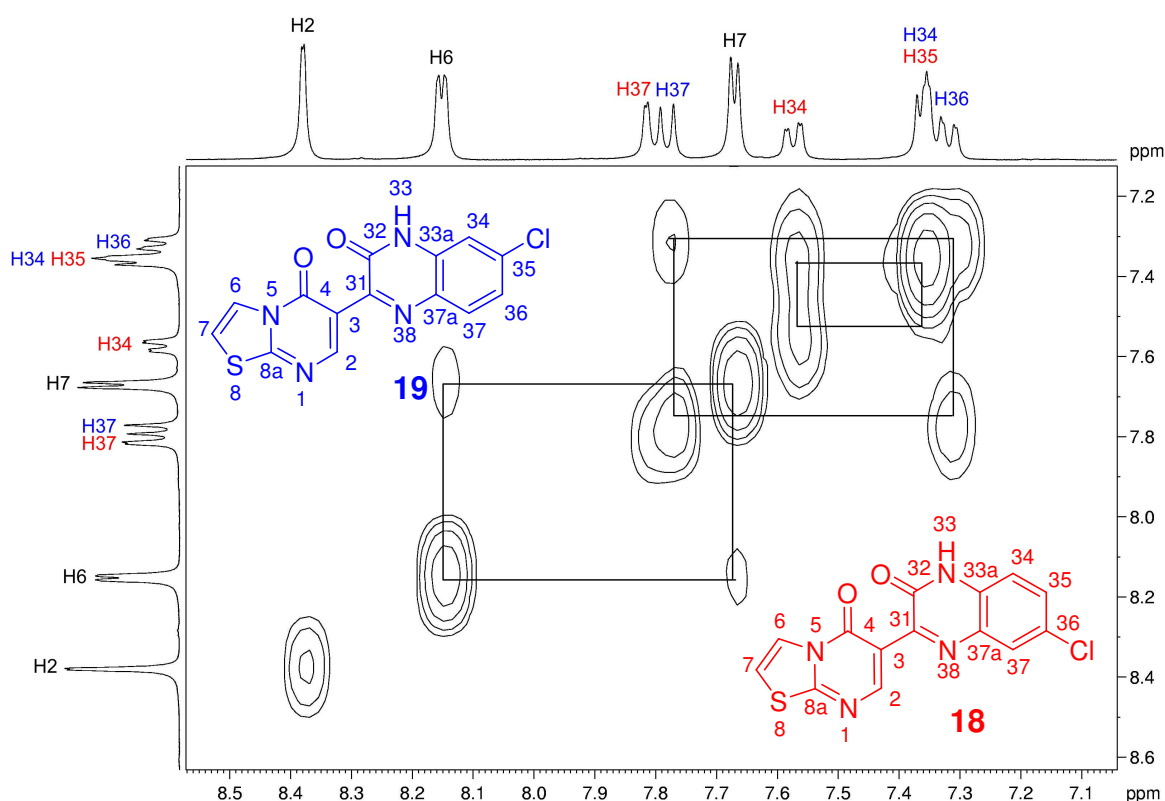 H2
H6
H37
H37
H7
H34
H34
H35
H36
ppm
7.2
7.4
7.6
7.8
8.0
8.2
8.4
8.6
H36
H34 H35
H34
H7
H37
H37
H6
H2
33
H
N
34
Cl
32
33a
O
O
35
31
4
5
6
N
7
3
37a
36
N
38
37
S
8
8a
N
2
1
19
33
H
N
34
32
33a
O
O
35
31
4
5
6
N
36
7
3
37a
Cl
N
38
37
S
8
8a
N
2
1
18
8.5 8.4 8.3 8.2 8.1 8.0 7.9 7.8 7.7 7.6 7.5 7.4 7.3 7.2 7.1 ppm